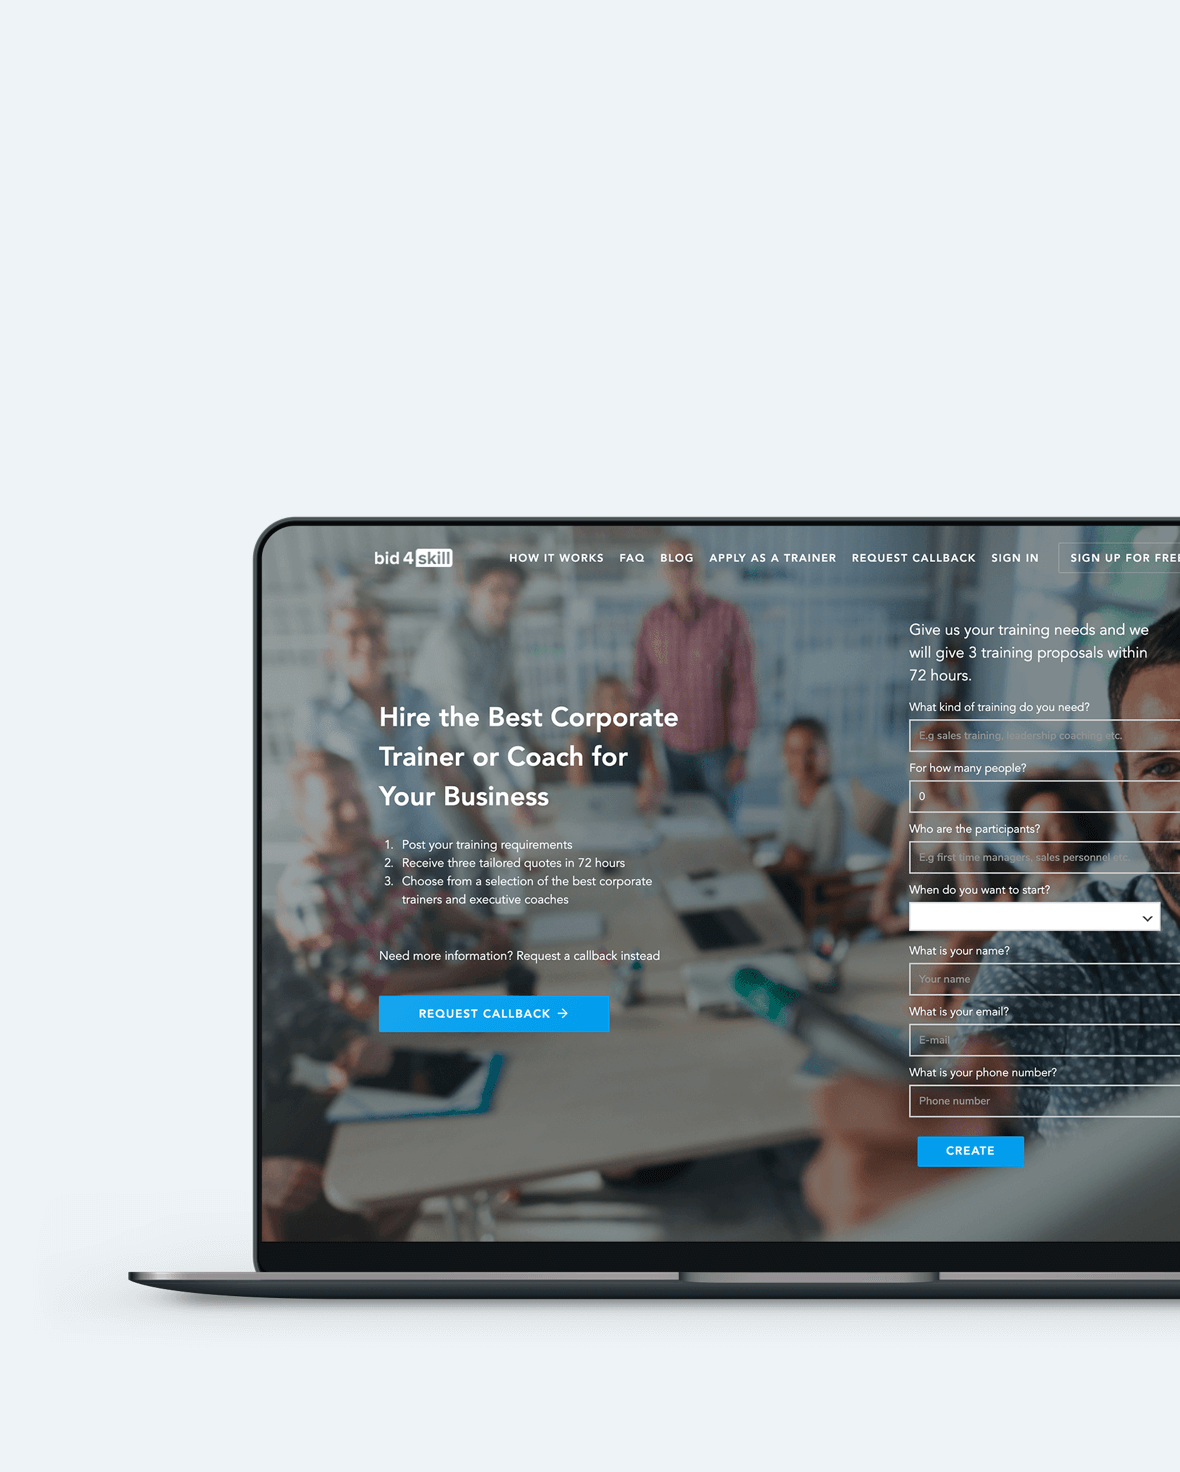 bid 4 skill
HOW IT WORKS FAQ BLOG APPLY AS A TRAINER REQUEST CALLBACK SIGN IN SIGN UP FOR FREE
Hire the Best Corporate
Trainer or Coach for
Your Business
1. Post your training requirements
2. Receive three tailored quotes in 72 hours
3. Choose from a selection of the best corporate
trainers and executive coaches
Need more information? Request a callback instead
REQUEST CALLBACK →
Give us your training needs and we
will give 3 training proposals within
72 hours.
What kind of training do you need?
E.g sales training, leadership coaching etc.
For how many people?
0
Who are the participants?
E.g first time managers, sales personnel etc.
When do you want to start?
What is your name?
Your name
What is your email?
E-mail
What is your phone number?
Phone number
CREATE